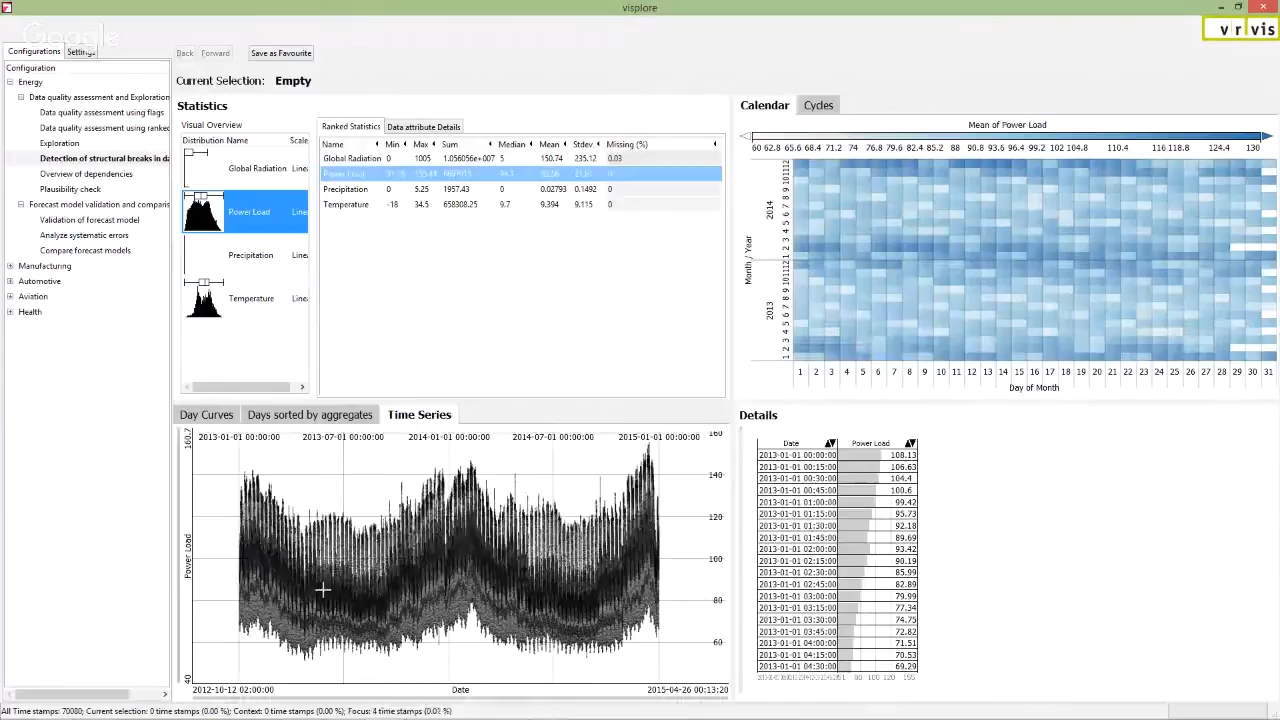 visplore
Google
vrvis
Configurations Settings
Back Forward Save as Favourite
Configuration
Energy
Data quality assessment and Exploration
Data quality assessment using flags
Data quality assessment using ranked
Exploration
Detection of structural breaks in da
Overview of dependencies
Plausibility check
Forecast model validation and comparis
Validation of forecast model
Analyze systematic errors
Compare forecast models
Manufacturing
Automotive
Aviation
Health
Current Selection: Empty
Statistics
Visual Overview
Distribution Name Scale
Global Radiation Linea
Power Load Linea
Precipitation Linea
Temperature Linea
Ranked Statistics Data attribute Details
Name Min Max Sum Median Mean Stdev Missing (%)
Global Radiation 0 1005 1.056056e+007 5 150.74 235.12 0.03
Power Load
Precipitation 0 5.25 1957.43 0 0.02793 0.1492 0
Temperature -18 34.5 658308.25 9.7 9.394 9.115 0
Calendar Cycles
Mean of Power Load
60 62.8 65.6 68.4 71.2 74 76.8 79.6 82.4 85.2 88 90.8 93.6 96.4 99.2 102 104.8 110.4 116 118.8 124.4 130
Month / Year
2014
2013
1 2 3 4 5 6 7 8 9 10 11 12 13 14 15 16 17 18 19 20 21 22 23 24 25 26 27 28 29 30 31
Day of Month
Day Curves Days sorted by aggregates Time Series
2013-01-01 00:00:00 2013-07-01 00:00:00 2014-01-01 00:00:00 2014-07-01 00:00:00 2015-01-01 00:00:00
160.7
Power Load
40
160
140
120
100
80
60
2012-10-12 02:00:00 Date 2015-04-26 00:13:20
Details
Date Power Load
2013-01-01 00:00:00 108.13
2013-01-01 00:15:00 106.63
2013-01-01 00:30:00 104.4
2013-01-01 00:45:00 100.6
2013-01-01 01:00:00 99.42
2013-01-01 01:15:00 95.73
2013-01-01 01:30:00 92.18
2013-01-01 01:45:00 89.69
2013-01-01 02:00:00 93.42
2013-01-01 02:15:00 90.19
2013-01-01 02:30:00 85.99
2013-01-01 02:45:00 82.89
2013-01-01 03:00:00 79.99
2013-01-01 03:15:00 77.34
2013-01-01 03:30:00 74.75
2013-01-01 03:45:00 72.82
2013-01-01 04:00:00 71.51
2013-01-01 04:15:00 70.53
2013-01-01 04:30:00 69.29
80 100 120 155
All Time stamps: 70080; Current selection: 0 time stamps (0.00 %); Context: 0 time stamps (0.00 %); Focus: 4 time stamps (0.01 %)